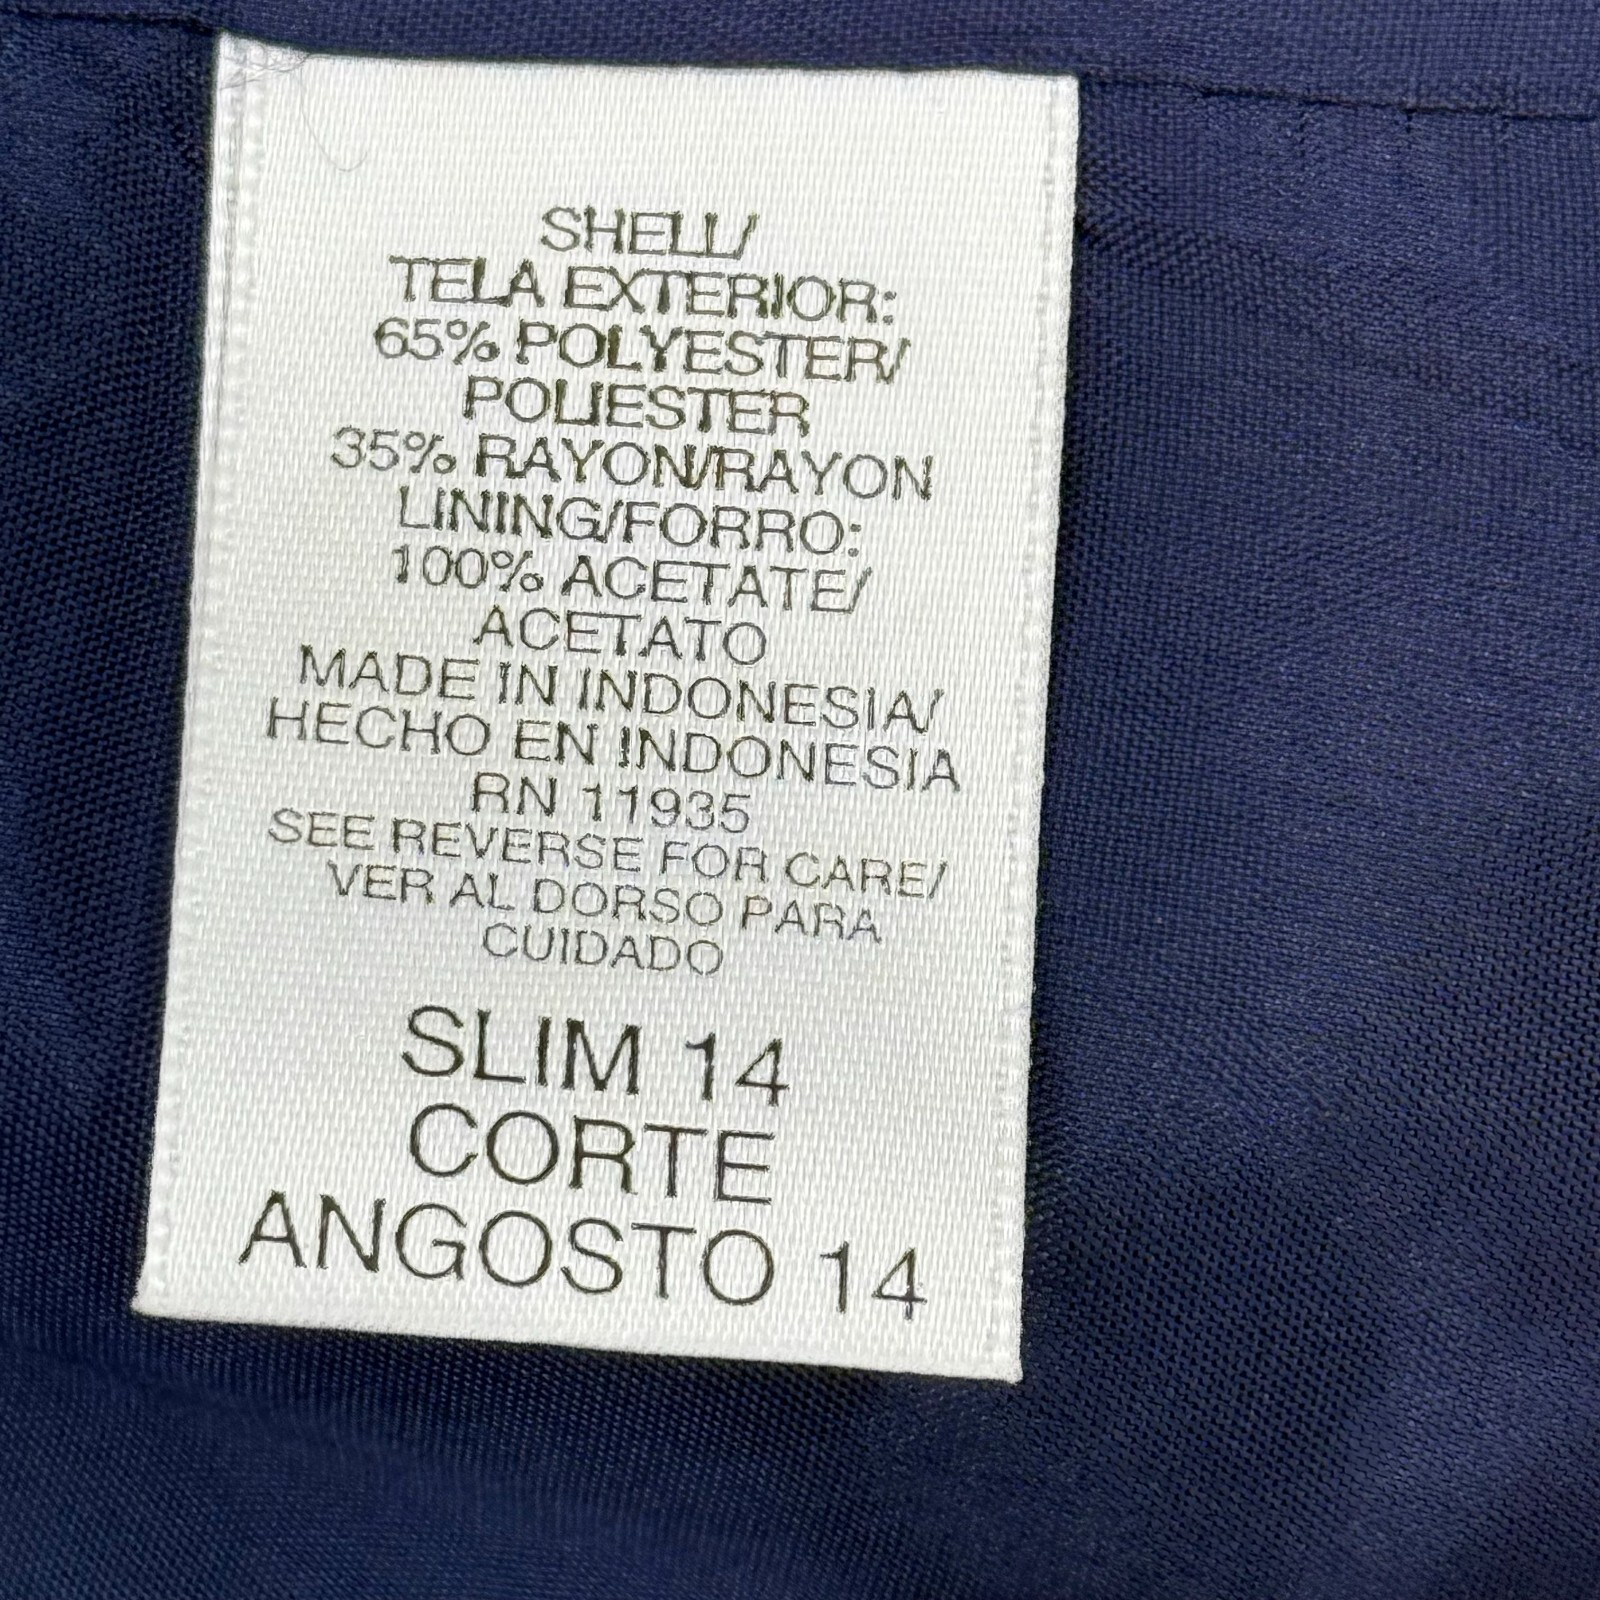 SHELL/
TELA EXTERIOR:
65% POLYESTER/
POLIESTER
35% RAYON/RAYON
LINING/FORRO:
100% ACETATE/
ACETATO
MADE IN INDONESIA/
HECHO EN INDONESIA
RN 11935
SEE REVERSE FOR CARE/
VER AL DORSO PARA
CUIDADO
SLIM 14
CORTE
ANGOSTO 14